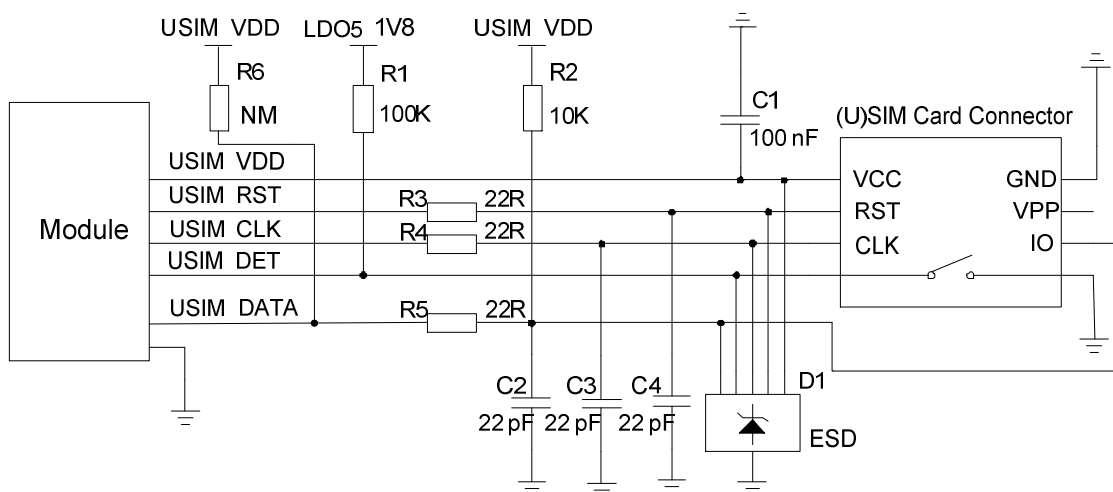 USIM VDD
LDO5 1V8
USIM VDD
R6
NM
R1
100K
R2
10K
C1
100 nF
(U)SIM Card Connector
Module
USIM VDD
USIM RST
USIM CLK
USIM DET
USIM DATA
R3 22R
R4 22R
R5 22R
VCC
RST
CLK
GND
VPP
IO
C2
22 pF
C3
22 pF
C4
22 pF
D1
ESD